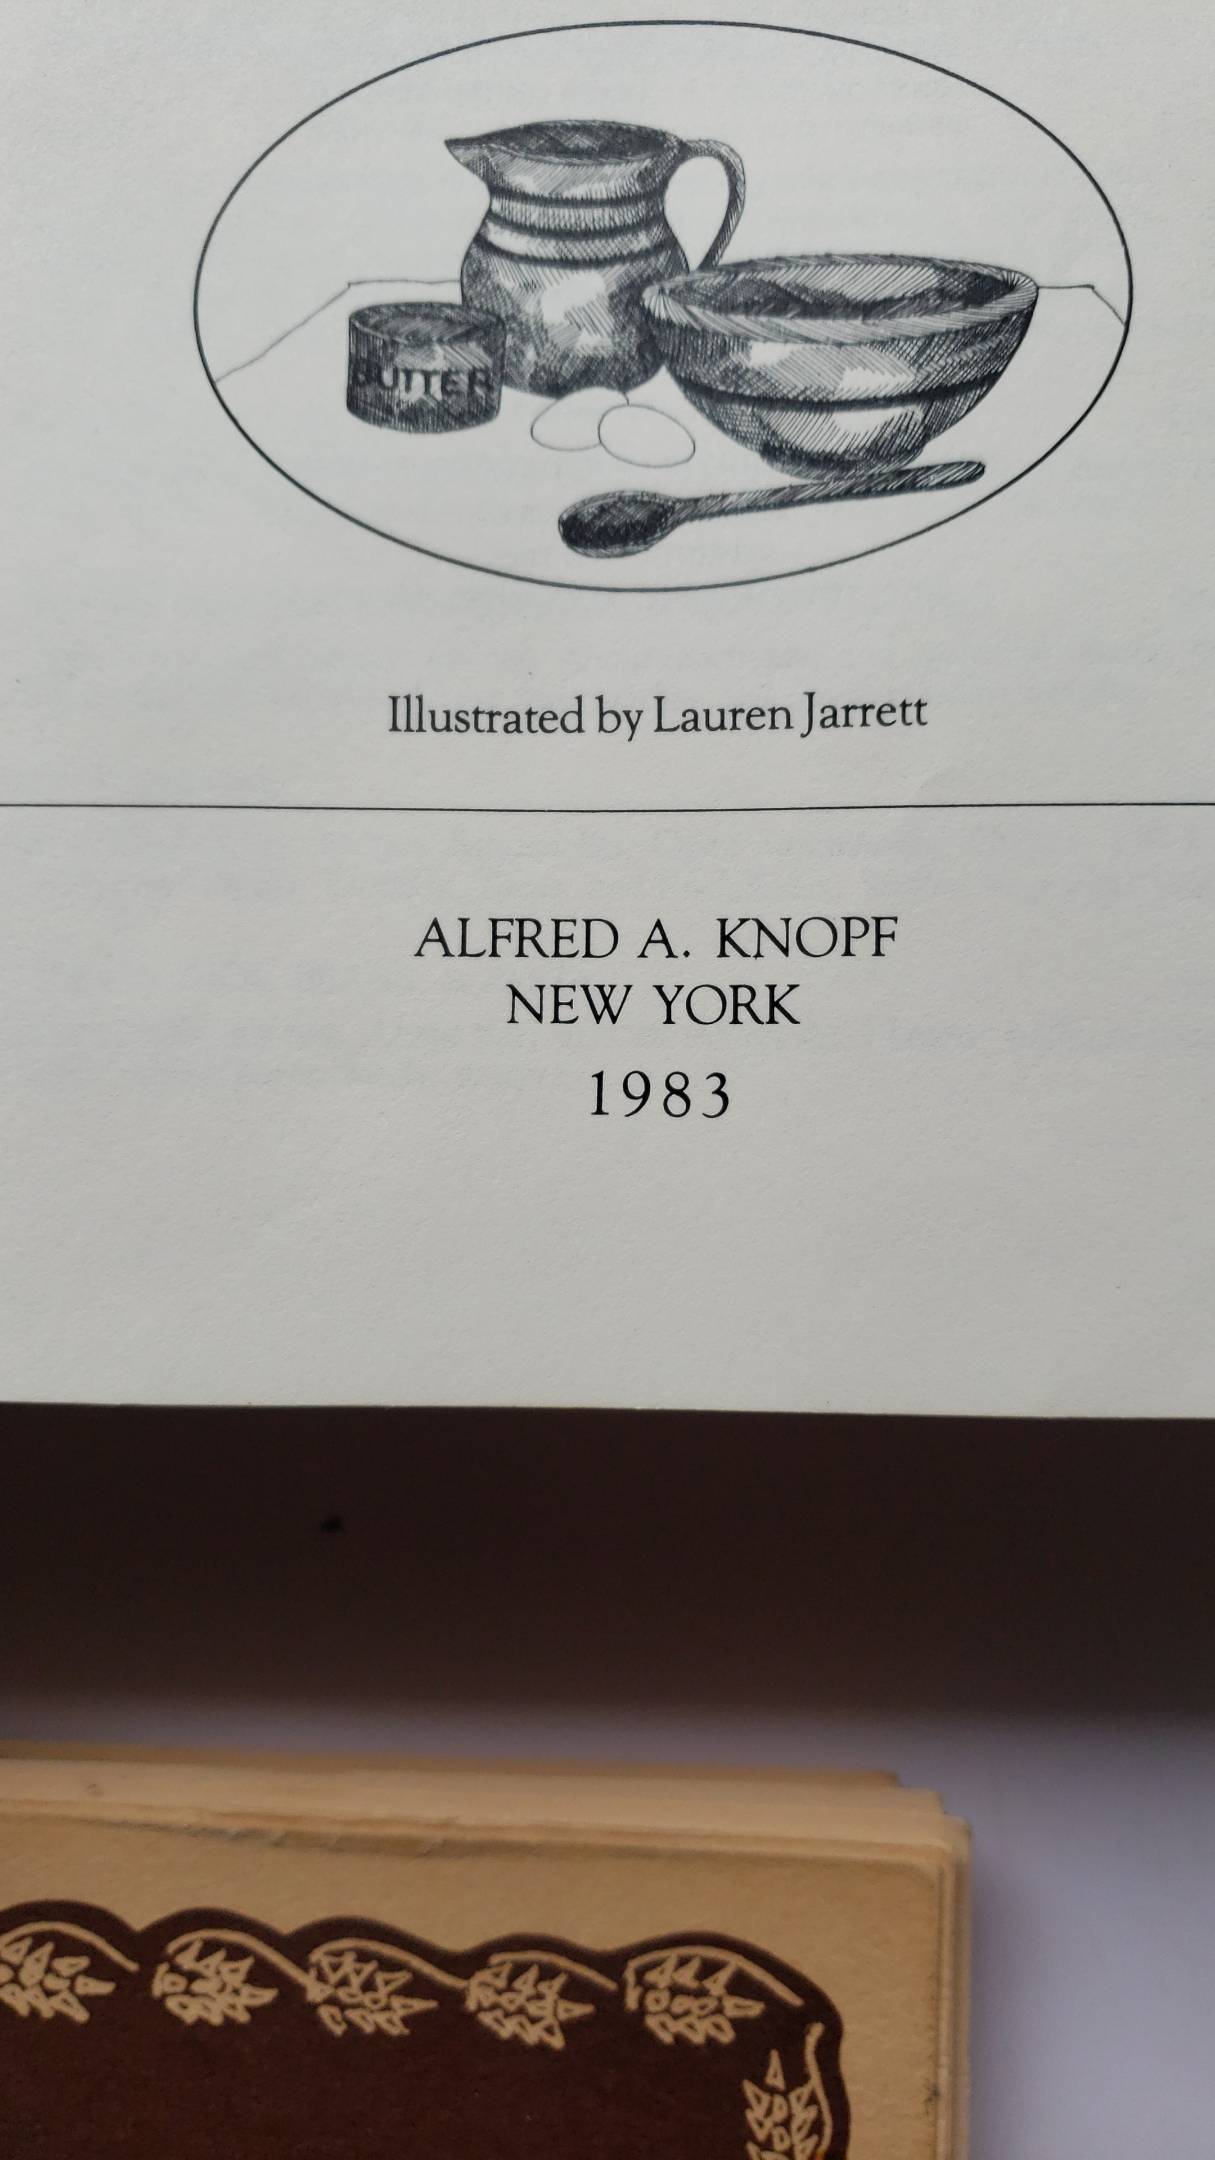 BUTTER
Illustrated by Lauren Jarrett
ALFRED A. KNOPF
NEW YORK
1983